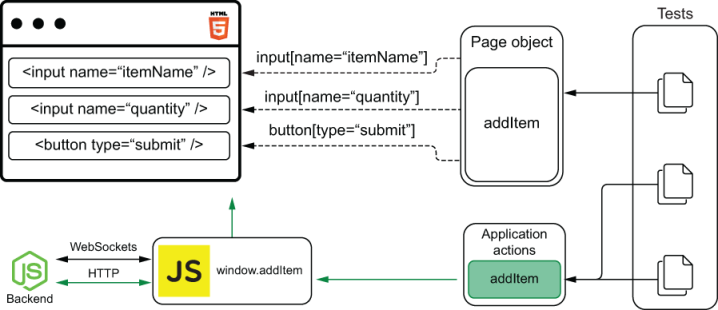 HTML
5
<input name=“itemName” />
<input name=“quantity” />
<button type=“submit” />
input[name=“itemName”]
input[name=“quantity”]
button[type=“submit”]
Page object
addItem
Tests
WebSockets
HTTP
JS
Backend
JS
window.addItem
Application
actions
addItem